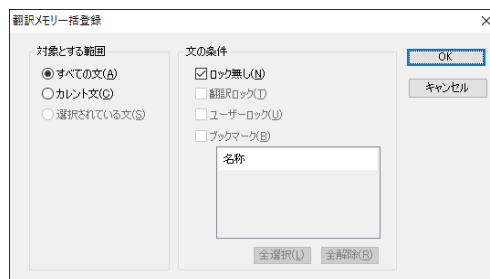 翻訳メモリー括登録
対象とする範囲
すべての文(A)
カレント文(C)
選択されている文(S)
文の条件
ロック無し(N)
翻訳ロック(T)
ユーザーロック(U)
ブックマーク(B)
名称
全選択(L)
全解除(R)
OK
キャンセル